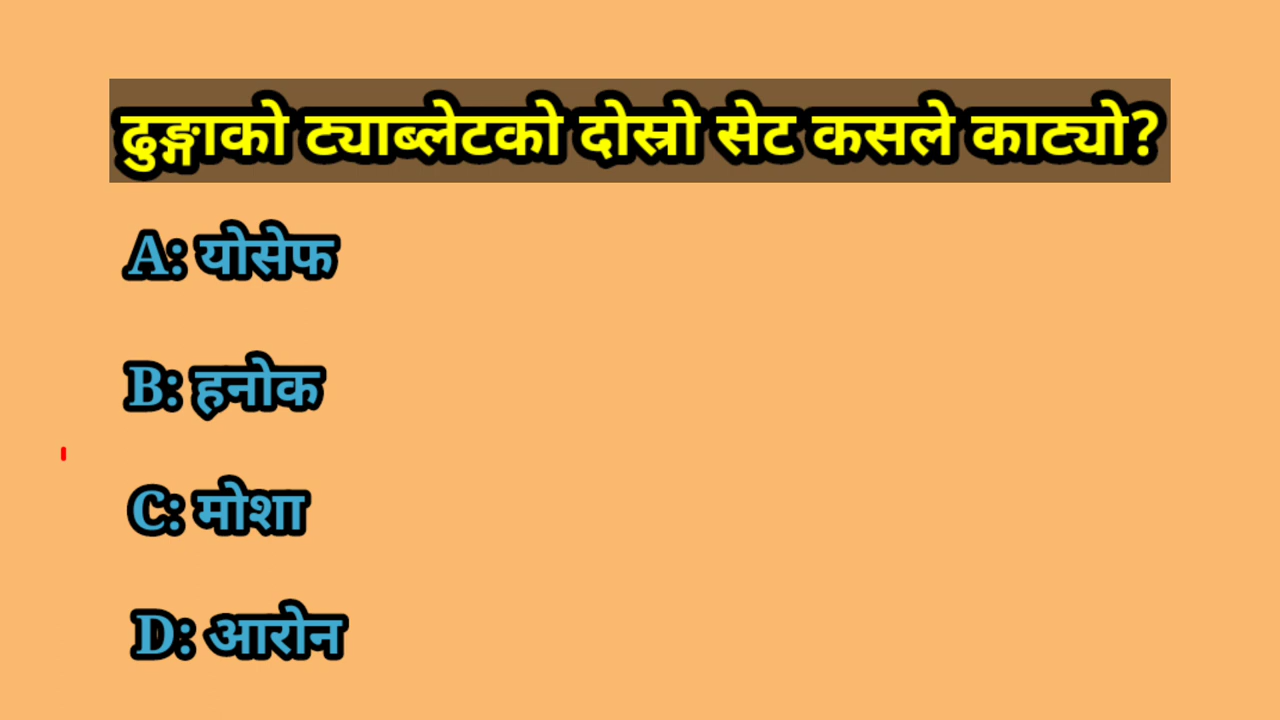 ढुङ्गाको ट्याब्लेटको दोस्रो सेट कसले काट्यो?
A: योसेफ
B: हनोक
C: मोशा
D: आरोन